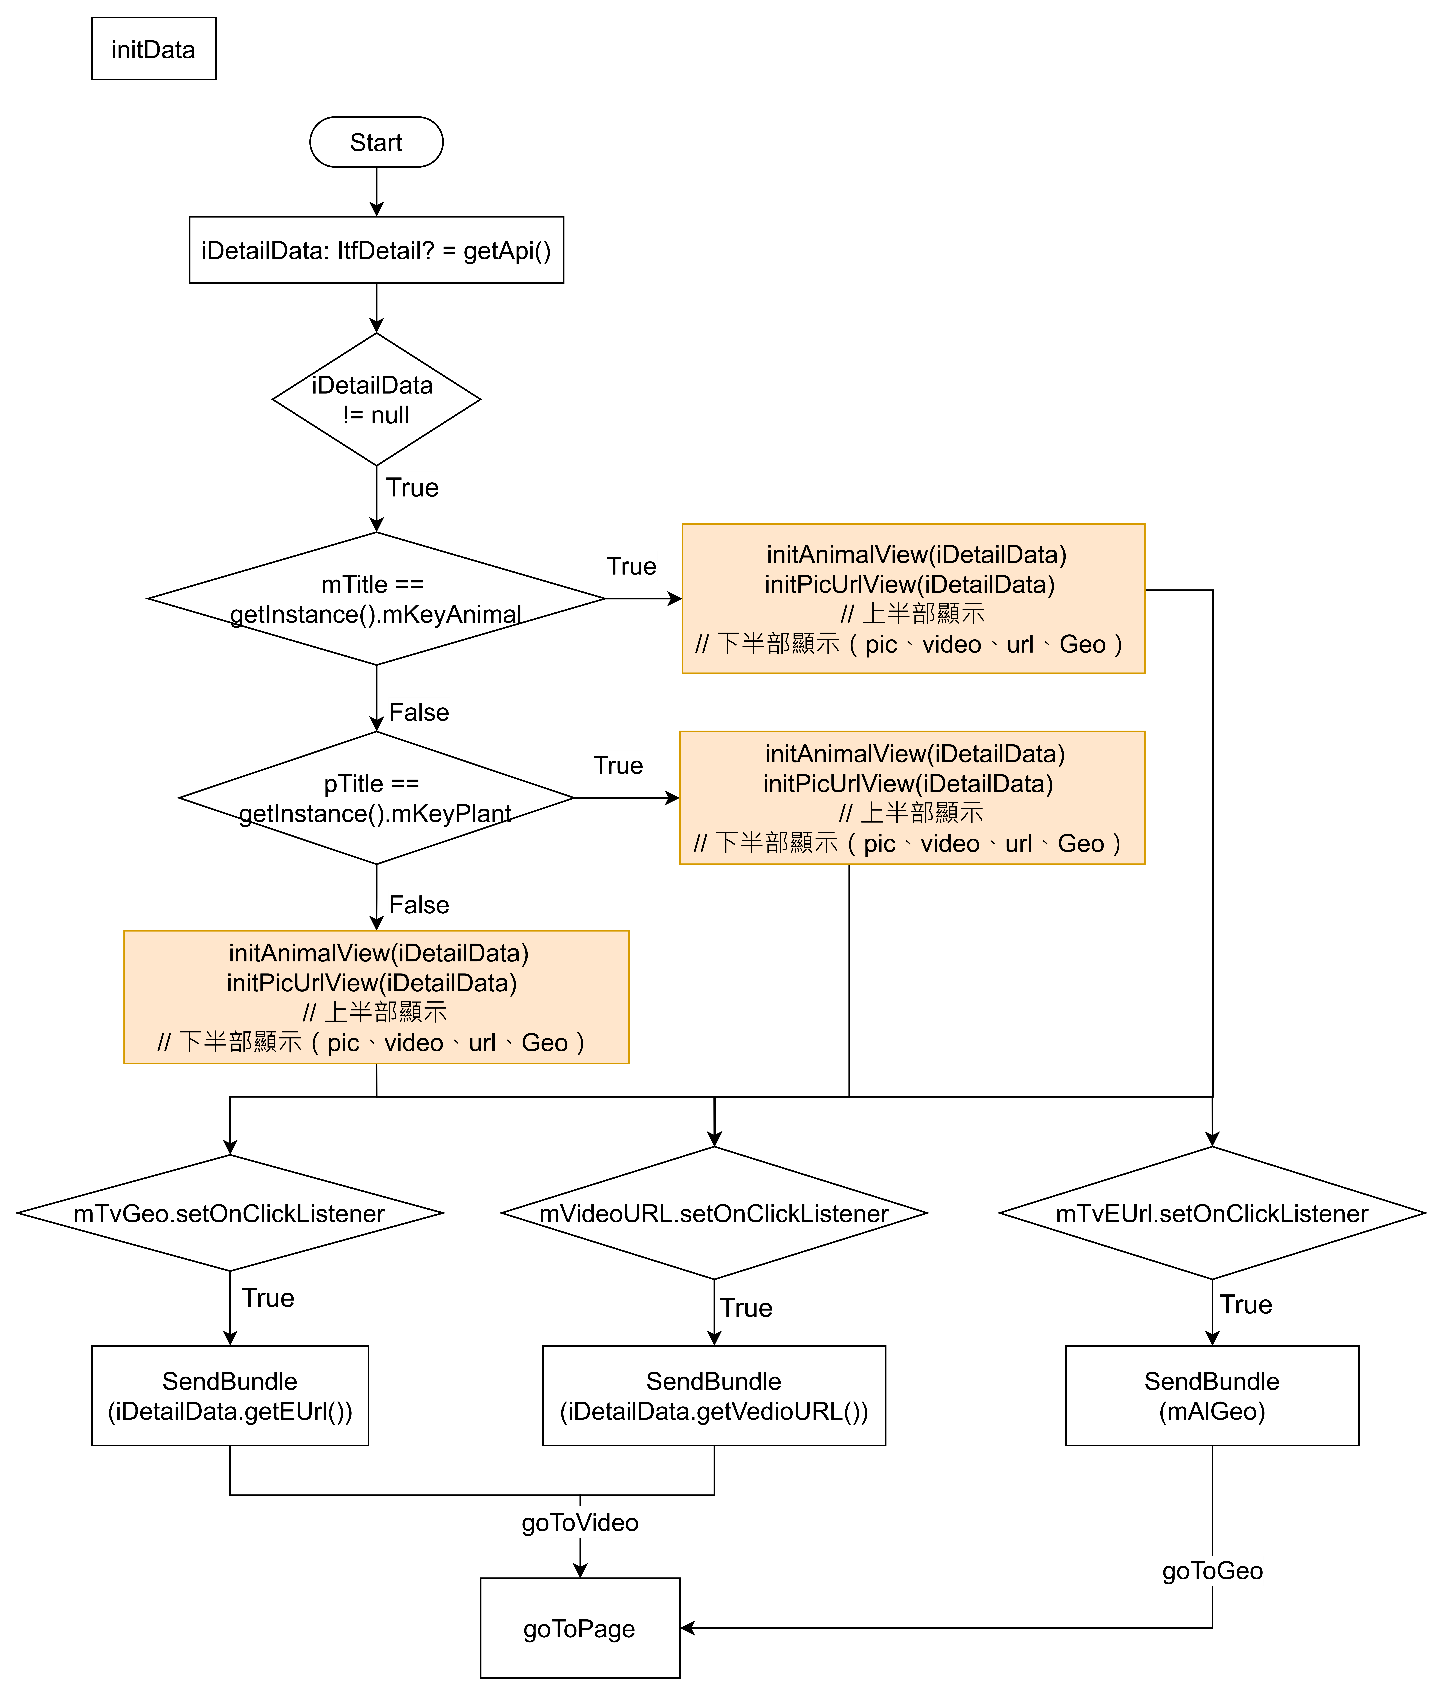 initData
Start
iDetailData: ItfDetail? = getApi()
iDetailData
!= null
True
mTitle ==
getInstance().mKeyAnimal
True
initAnimalView(iDetailData)
initPicUrlView(iDetailData)
// 上半部顯示
// 下半部顯示（pic、video、url、Geo）
False
pTitle ==
getInstance().mKeyPlant
True
initAnimalView(iDetailData)
initPicUrlView(iDetailData)
// 上半部顯示
// 下半部顯示（pic、video、url、Geo）
False
initAnimalView(iDetailData)
initPicUrlView(iDetailData)
// 上半部顯示
// 下半部顯示（pic、video、url、Geo）
mTvGeo.setOnClickListener
mVideoURL.setOnClickListener
mTvEUrl.setOnClickListener
True
True
True
SendBundle
(iDetailData.getEUrl())
SendBundle
(iDetailData.getVedioURL())
SendBundle
(mAlGeo)
goToVideo
goToGeo
goToPage